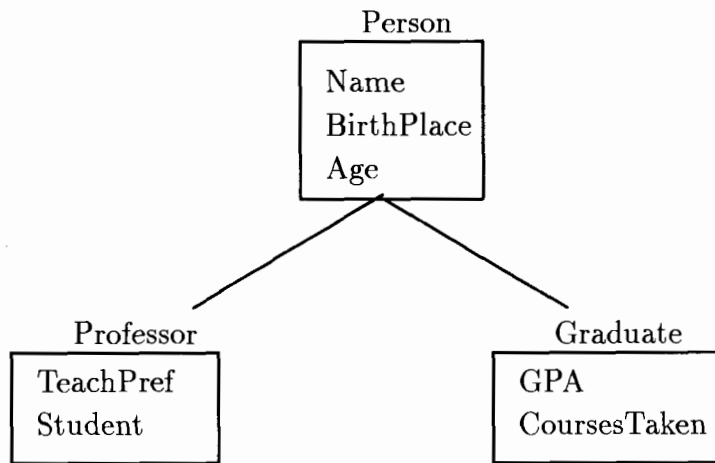 Person
Name
BirthPlace
Age
Professor
TeachPref
Student
Graduate
GPA
CoursesTaken